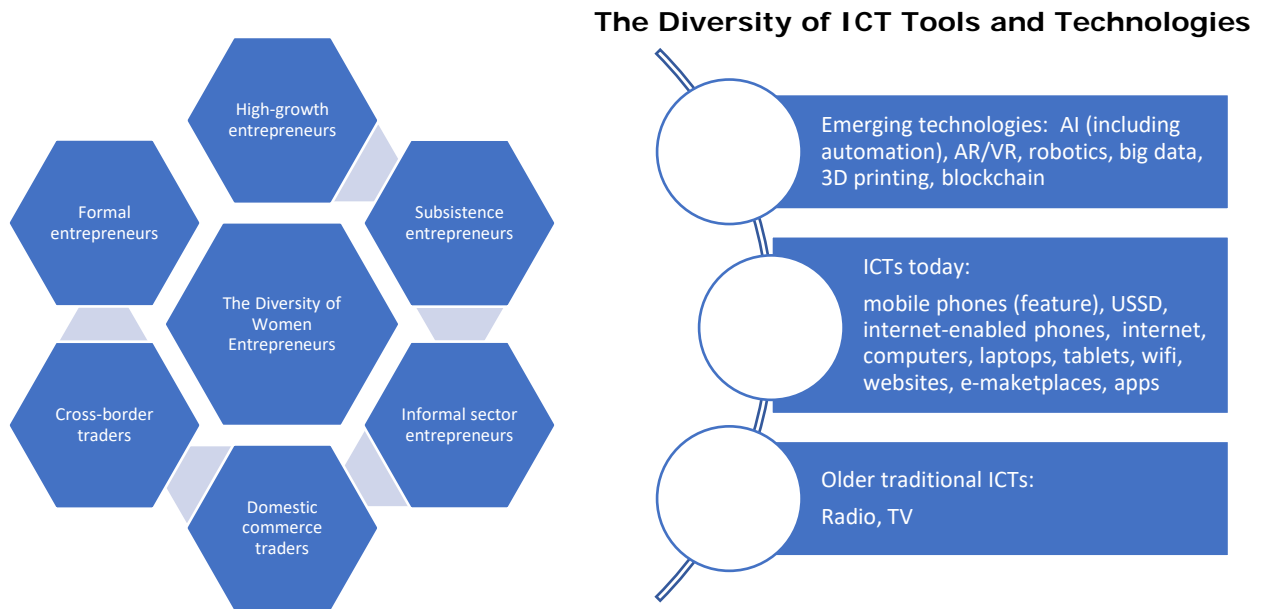 The Diversity of ICT Tools and Technologies
High-growth
entrepreneurs
Formal
entrepreneurs
Subsistence
entrepreneurs
The Diversity of
Women
Entrepreneurs
Cross-border
traders
Informal sector
entrepreneurs
Domestic
commerce
traders
Emerging technologies:  AI (including
automation), AR/VR, robotics, big data,
3D printing, blockchain
ICTs today:
mobile phones (feature), USSD,
internet-enabled phones,  internet,
computers, laptops, tablets, wifi,
websites, e-maketplaces, apps
Older traditional ICTs:
Radio, TV